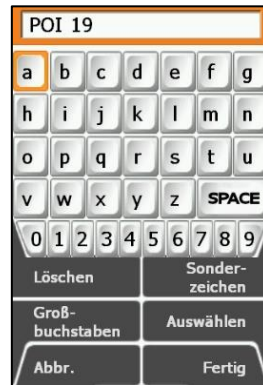 POI 19
a b c d e f g
h i j k l m n
o p q r s t u
v w x y z SPACE
0 1 2 3 4 5 6 7 8 9
Löschen
Sonder-
zeichen
Groß-
buchstaben
Auswählen
Abbr.
Fertig